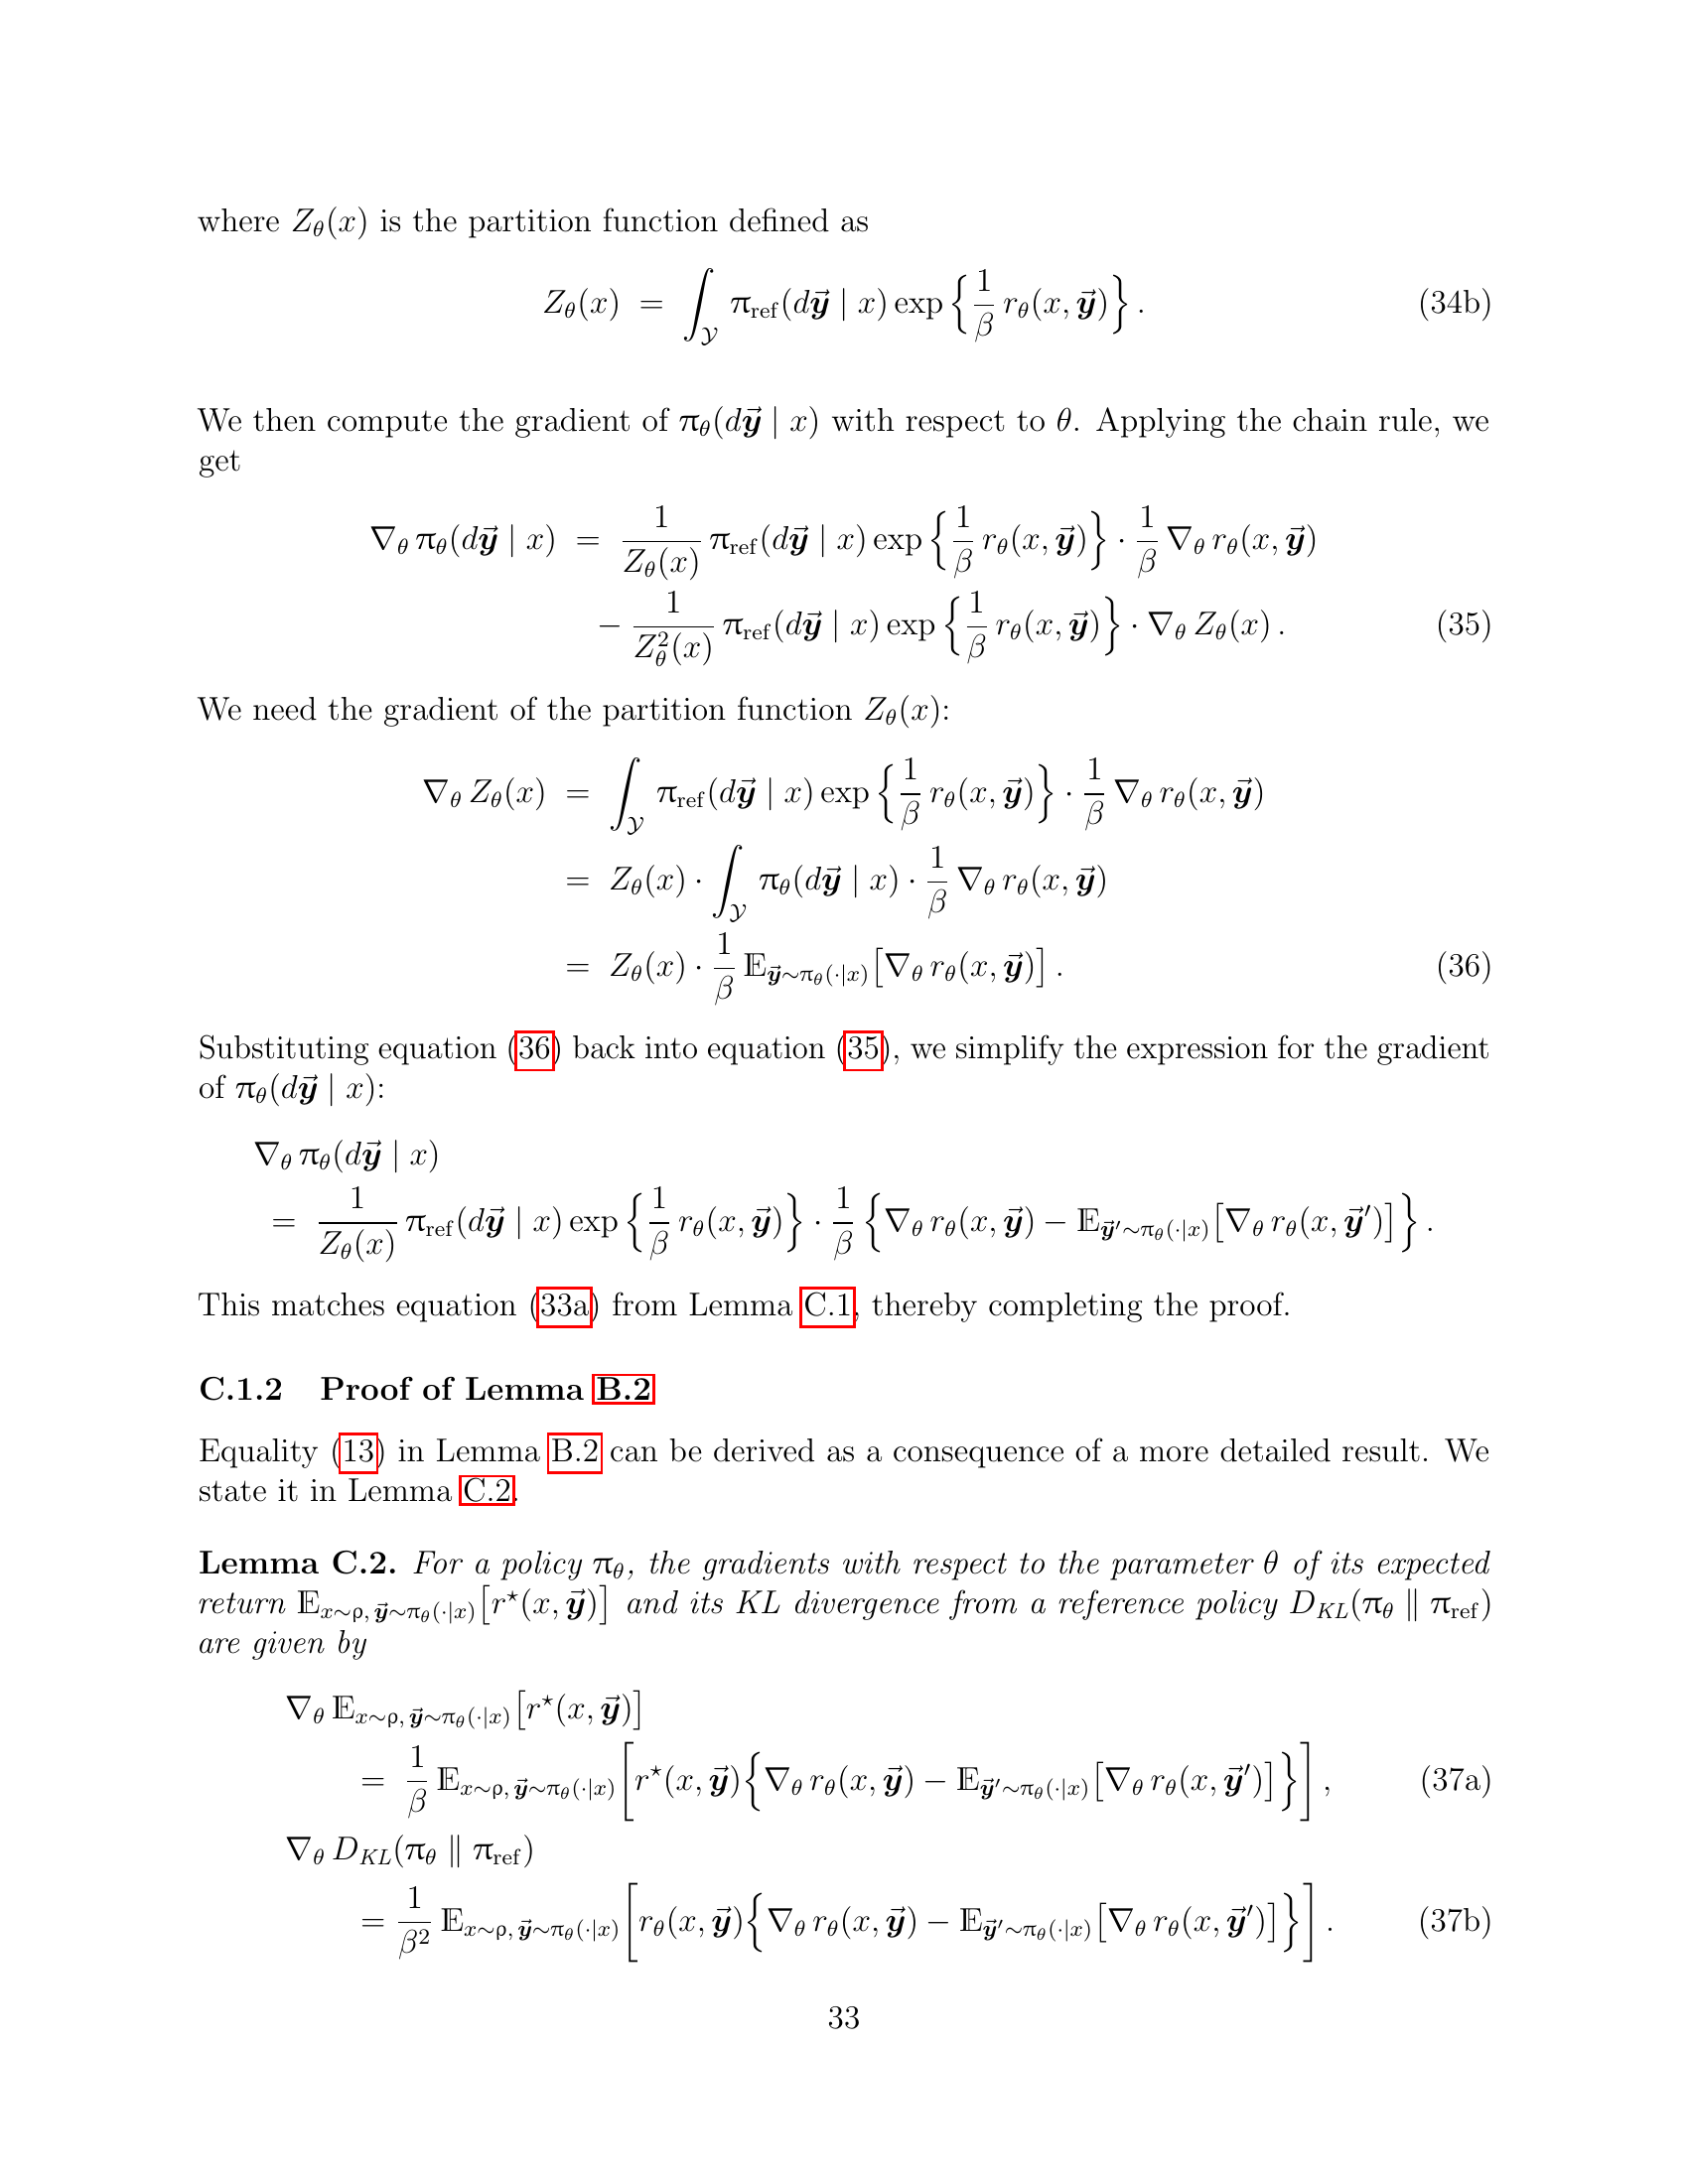 where $Z_\theta(x)$ is the partition function defined as
$$Z_\theta(x) \;=\; \int_{\mathcal{Y}} \pi_{\mathrm{ref}}(d\vec{\boldsymbol{y}} \mid x) \exp\left\{\frac{1}{\beta}\, r_\theta(x, \vec{\boldsymbol{y}})\right\}. \tag{34b}$$
We then compute the gradient of $\pi_\theta(d\vec{\boldsymbol{y}} \mid x)$ with respect to $\theta$. Applying the chain rule, we
get
$$\nabla_\theta\, \pi_\theta(d\vec{\boldsymbol{y}} \mid x) \;=\; \frac{1}{Z_\theta(x)}\, \pi_{\mathrm{ref}}(d\vec{\boldsymbol{y}} \mid x) \exp\left\{\frac{1}{\beta}\, r_\theta(x, \vec{\boldsymbol{y}})\right\} \cdot \frac{1}{\beta}\, \nabla_\theta\, r_\theta(x, \vec{\boldsymbol{y}})$$
$$- \frac{1}{Z_\theta^2(x)}\, \pi_{\mathrm{ref}}(d\vec{\boldsymbol{y}} \mid x) \exp\left\{\frac{1}{\beta}\, r_\theta(x, \vec{\boldsymbol{y}})\right\} \cdot \nabla_\theta\, Z_\theta(x). \tag{35}$$
We need the gradient of the partition function $Z_\theta(x)$:
$$\nabla_\theta\, Z_\theta(x) \;=\; \int_{\mathcal{Y}} \pi_{\mathrm{ref}}(d\vec{\boldsymbol{y}} \mid x) \exp\left\{\frac{1}{\beta}\, r_\theta(x, \vec{\boldsymbol{y}})\right\} \cdot \frac{1}{\beta}\, \nabla_\theta\, r_\theta(x, \vec{\boldsymbol{y}})$$
$$=\; Z_\theta(x) \cdot \int_{\mathcal{Y}} \pi_\theta(d\vec{\boldsymbol{y}} \mid x) \cdot \frac{1}{\beta}\, \nabla_\theta\, r_\theta(x, \vec{\boldsymbol{y}})$$
$$=\; Z_\theta(x) \cdot \frac{1}{\beta}\, \mathbb{E}_{\vec{\boldsymbol{y}} \sim \pi_\theta(\cdot|x)}\big[\nabla_\theta\, r_\theta(x, \vec{\boldsymbol{y}})\big]. \tag{36}$$
Substituting equation (36) back into equation (35), we simplify the expression for the gradient
of $\pi_\theta(d\vec{\boldsymbol{y}} \mid x)$:
$$\nabla_\theta\, \pi_\theta(d\vec{\boldsymbol{y}} \mid x)$$
$$=\; \frac{1}{Z_\theta(x)}\, \pi_{\mathrm{ref}}(d\vec{\boldsymbol{y}} \mid x) \exp\left\{\frac{1}{\beta}\, r_\theta(x, \vec{\boldsymbol{y}})\right\} \cdot \frac{1}{\beta} \left\{\nabla_\theta\, r_\theta(x, \vec{\boldsymbol{y}}) - \mathbb{E}_{\vec{\boldsymbol{y}}' \sim \pi_\theta(\cdot|x)}\big[\nabla_\theta\, r_\theta(x, \vec{\boldsymbol{y}}')\big]\right\}.$$
This matches equation (33a) from Lemma C.1, thereby completing the proof.
C.1.2 Proof of Lemma B.2
Equality (13) in Lemma B.2 can be derived as a consequence of a more detailed result. We
state it in Lemma C.2.
Lemma C.2. For a policy $\pi_\theta$, the gradients with respect to the parameter $\theta$ of its expected
return $\mathbb{E}_{x \sim \rho,\, \vec{\boldsymbol{y}} \sim \pi_\theta(\cdot|x)}\big[r^\star(x, \vec{\boldsymbol{y}})\big]$ and its KL divergence from a reference policy $D_{KL}(\pi_\theta \parallel \pi_{\mathrm{ref}})$
are given by
$$\nabla_\theta\, \mathbb{E}_{x \sim \rho,\, \vec{\boldsymbol{y}} \sim \pi_\theta(\cdot|x)}\big[r^\star(x, \vec{\boldsymbol{y}})\big]$$
$$=\; \frac{1}{\beta}\, \mathbb{E}_{x \sim \rho,\, \vec{\boldsymbol{y}} \sim \pi_\theta(\cdot|x)}\left[r^\star(x, \vec{\boldsymbol{y}})\left\{\nabla_\theta\, r_\theta(x, \vec{\boldsymbol{y}}) - \mathbb{E}_{\vec{\boldsymbol{y}}' \sim \pi_\theta(\cdot|x)}\big[\nabla_\theta\, r_\theta(x, \vec{\boldsymbol{y}}')\big]\right\}\right], \tag{37a}$$
$$\nabla_\theta\, D_{KL}(\pi_\theta \parallel \pi_{\mathrm{ref}})$$
$$= \frac{1}{\beta^2}\, \mathbb{E}_{x \sim \rho,\, \vec{\boldsymbol{y}} \sim \pi_\theta(\cdot|x)}\left[r_\theta(x, \vec{\boldsymbol{y}})\left\{\nabla_\theta\, r_\theta(x, \vec{\boldsymbol{y}}) - \mathbb{E}_{\vec{\boldsymbol{y}}' \sim \pi_\theta(\cdot|x)}\big[\nabla_\theta\, r_\theta(x, \vec{\boldsymbol{y}}')\big]\right\}\right]. \tag{37b}$$
33